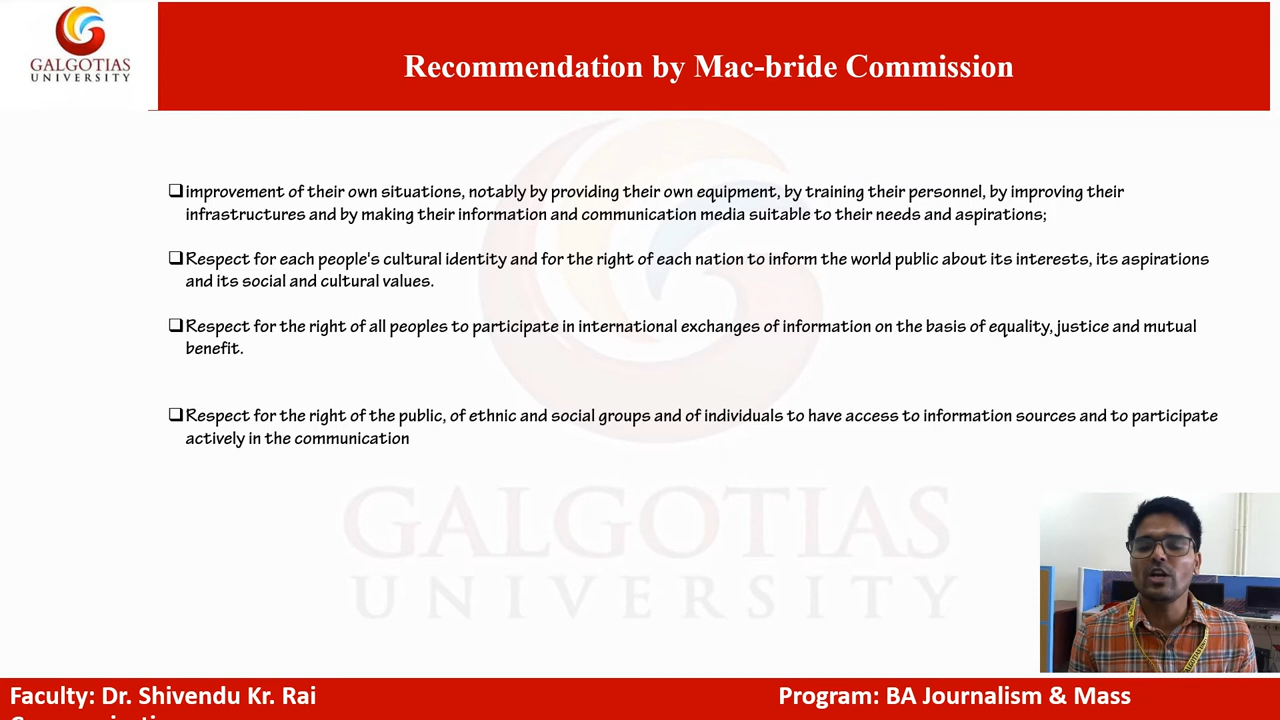 GALGOTIAS
UNIVERSITY
Recommendation by Mac-bride Commission
improvement of their own situations, notably by providing their own equipment, by training their personnel, by improving their
infrastructures and by making their information and communication media suitable to their needs and aspirations;
Respect for each people's cultural identity and for the right of each nation to inform the world public about its interests, its aspirations
and its social and cultural values.
Respect for the right of all peoples to participate in international exchanges of information on the basis of equality, justice and mutual
benefit.
Respect for the right of the public, of ethnic and social groups and of individuals to have access to information sources and to participate
actively in the communication
GALGOTIAS
UNIVERSITY
Faculty: Dr. Shivendu Kr. Rai
Program: BA Journalism & Mass